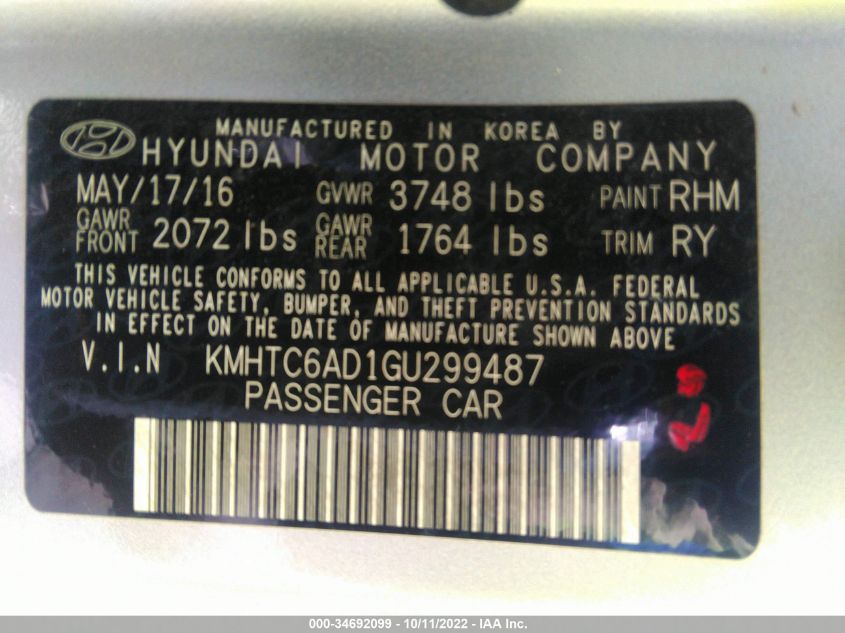 MANUFACTURED IN KOREA BY
HYUNDAI MOTOR COMPANY
MAY/17/16 GVWR 3748 lbs PAINT RHM
GAWR FRONT 2072 lbs GAWR REAR 1764 lbs TRIM RY
THIS VEHICLE CONFORMS TO ALL APPLICABLE U.S.A. FEDERAL
MOTOR VEHICLE SAFETY, BUMPER, AND THEFT PREVENTION STANDARDS
IN EFFECT ON THE DATE OF MANUFACTURE SHOWN ABOVE.
V.I.N KMHTC6AD1GU299487
PASSENGER CAR
000-34692099 - 10/11/2022 - IAA Inc.